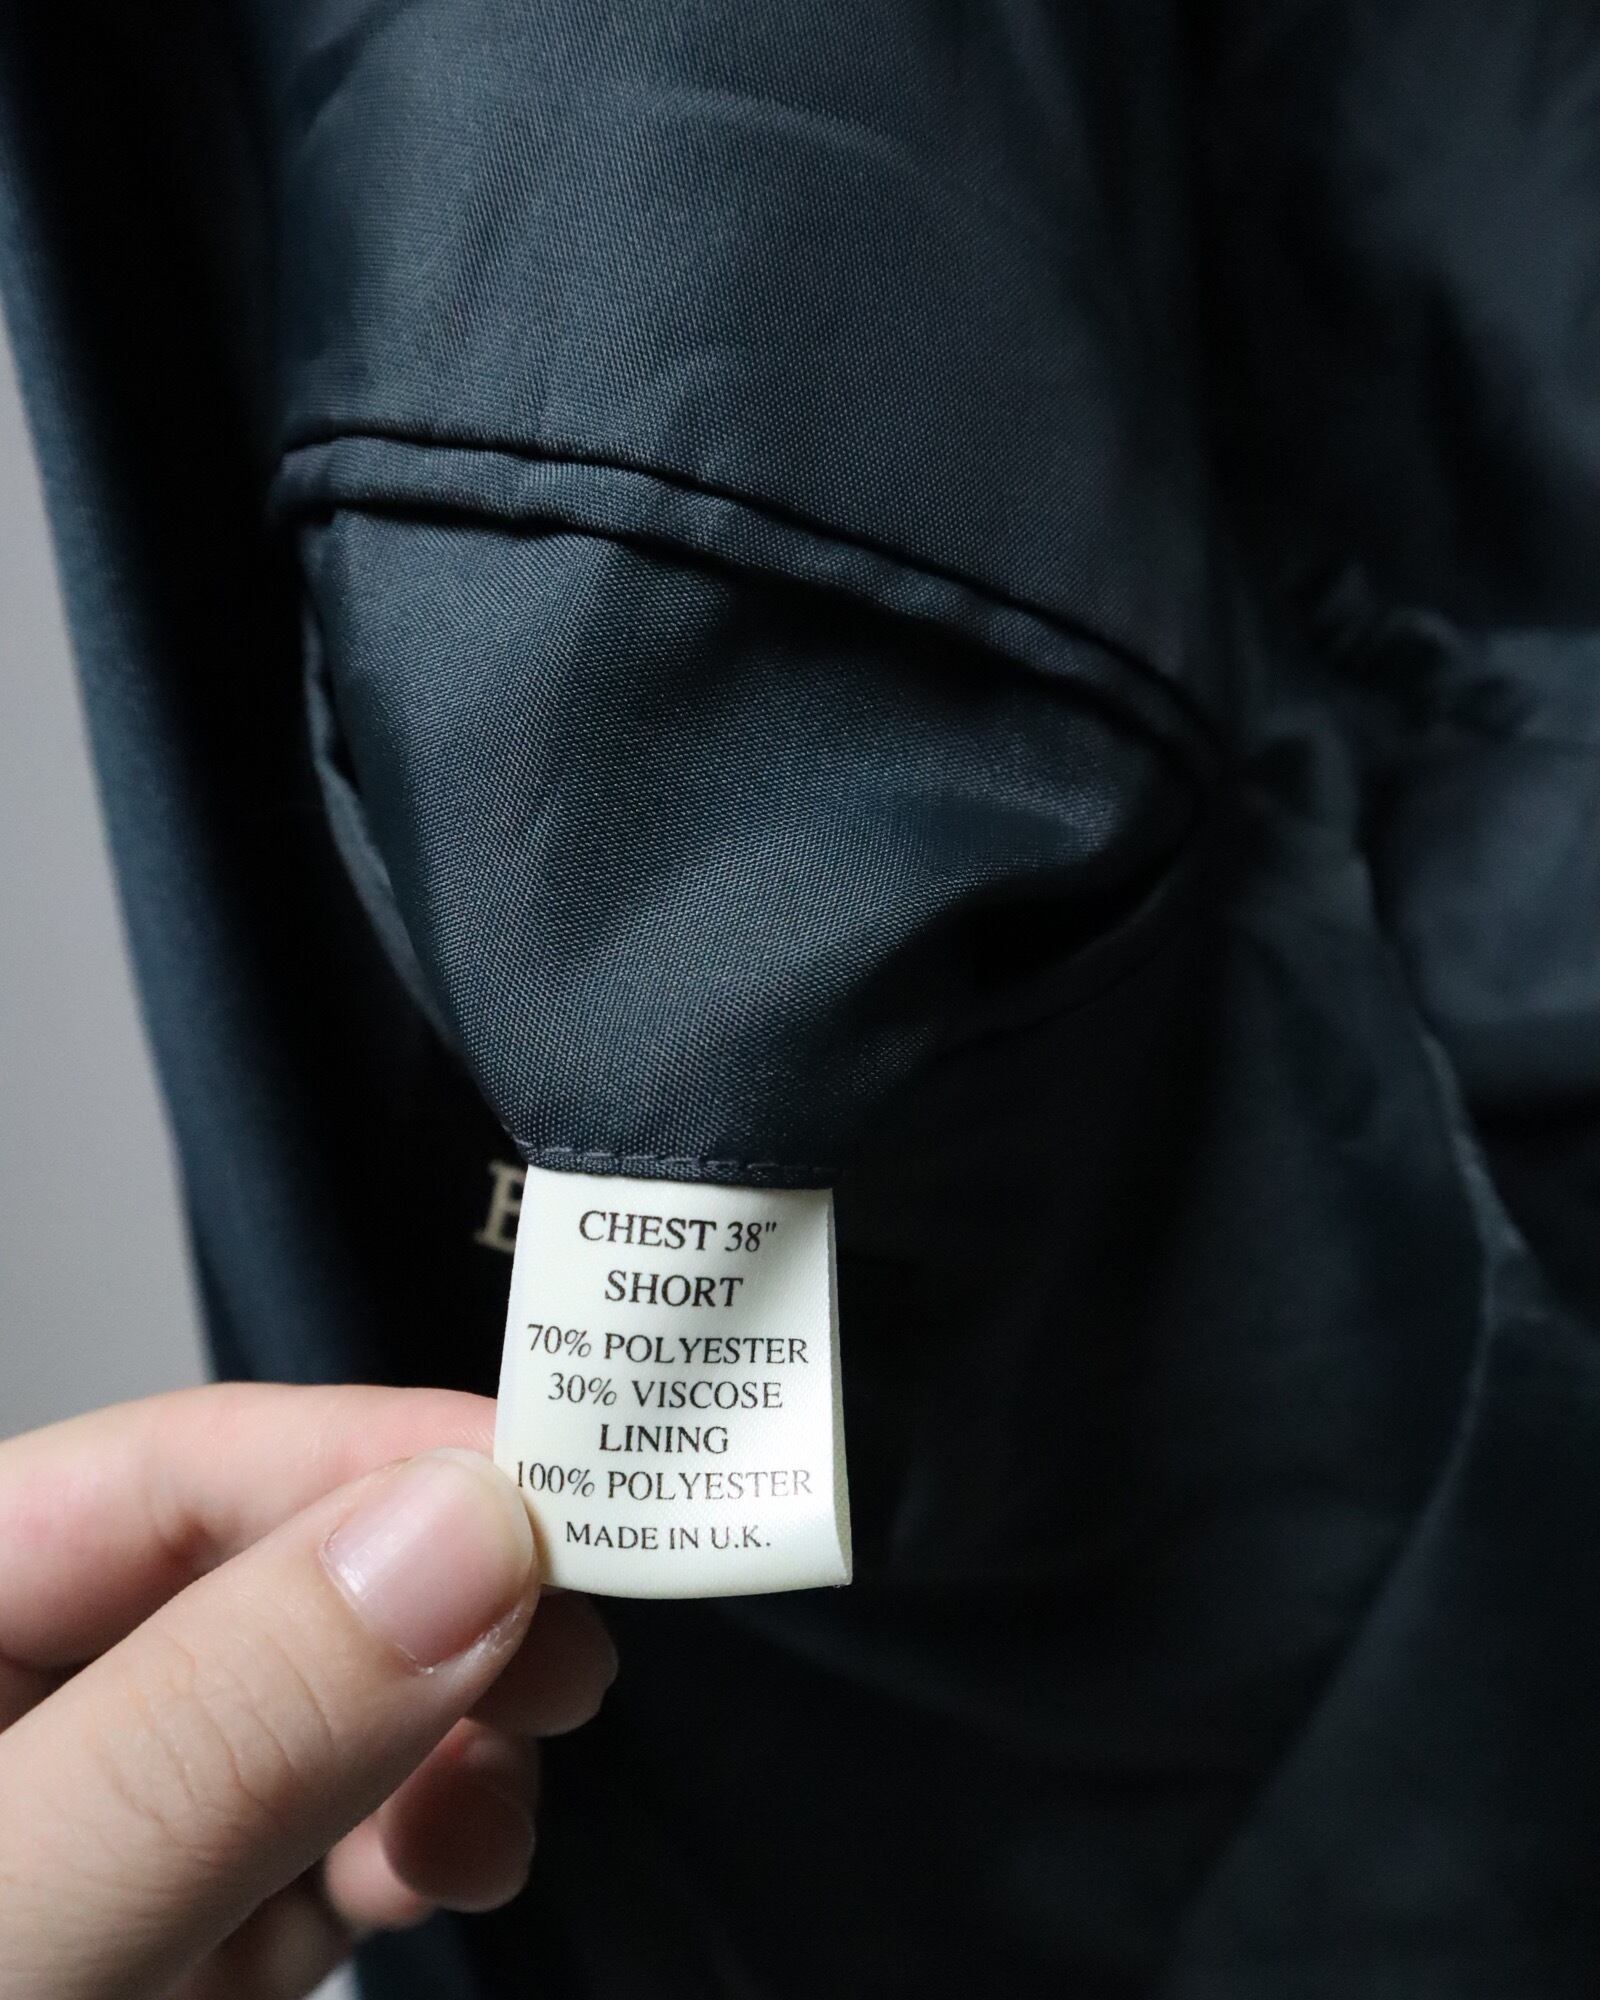 CHEST 38"
SHORT
70% POLYESTER
30% VISCOSE
LINING
100% POLYESTER
MADE IN U.K.